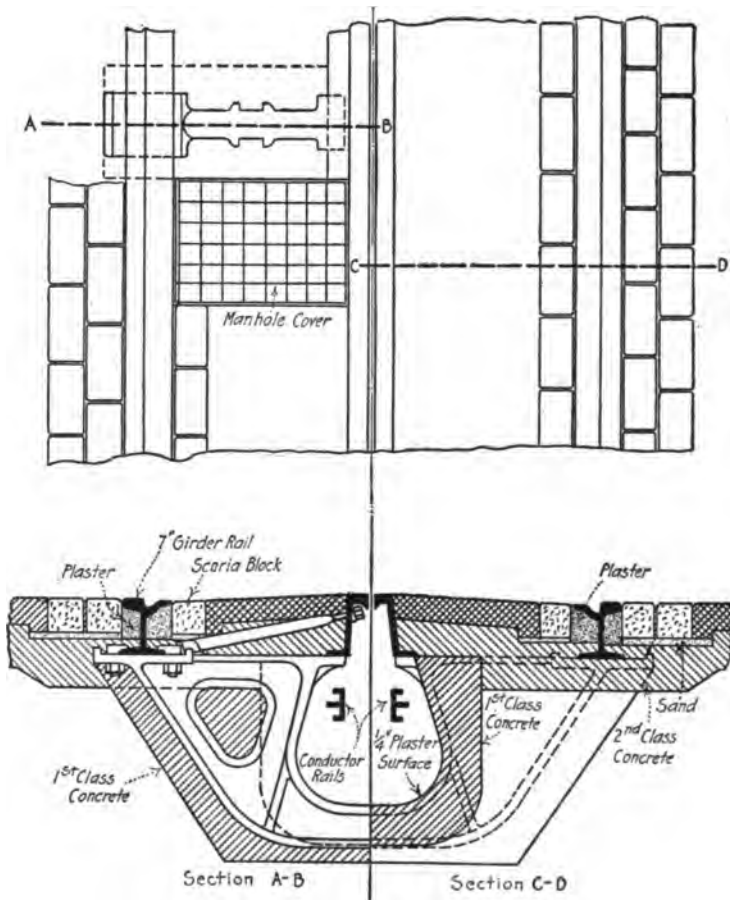 A
B
C
D
Manhole Cover
7" Girder Rail
Scoria Block
Plaster
Plaster
Conductor
Rails
1/4" Plaster
Surface
1st Class
Concrete
Sand
2nd Class
Concrete
1st Class
Concrete
Section A-B
Section C-D